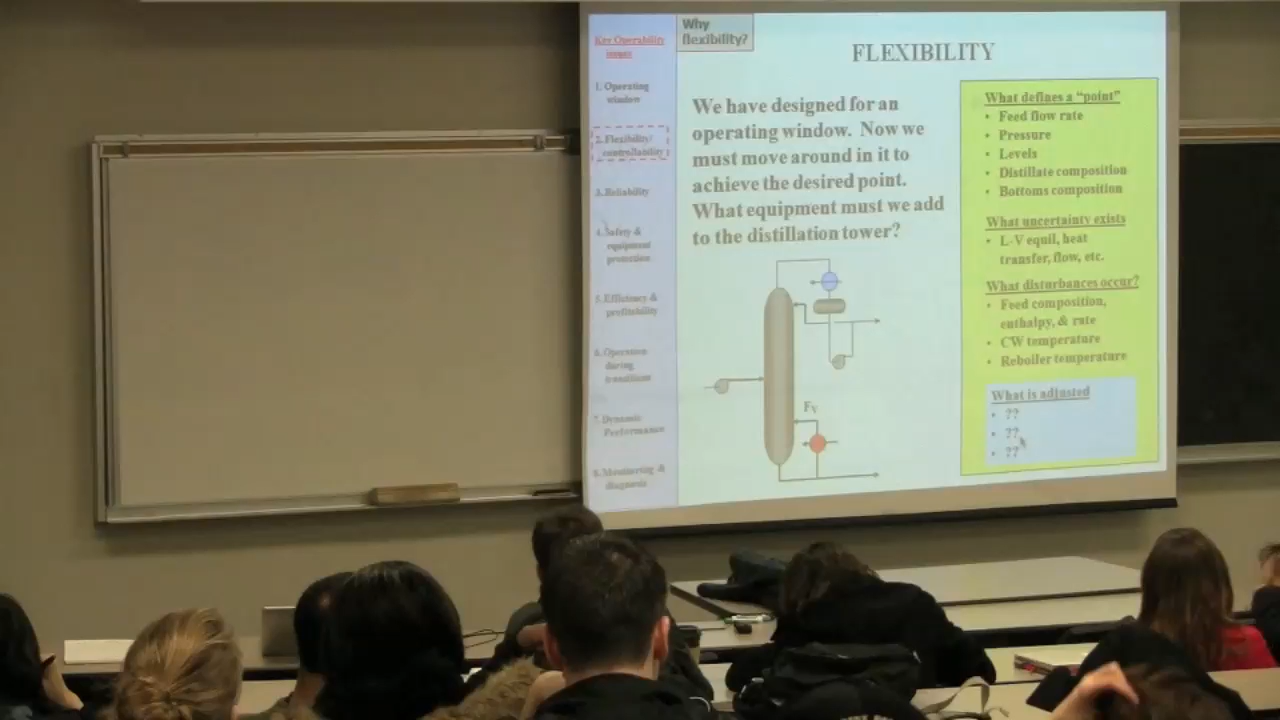 Key Operability
issues
1. Operating
window
2. Flexibility/
controllability
3. Reliability
4. Safety &
equipment
protection
5. Efficiency &
profitability
6. Operation
during
transitions
7. Dynamic
Performance
8. Monitoring &
diagnosis
Why
flexibility?
FLEXIBILITY
We have designed for an
operating window. Now we
must move around in it to
achieve the desired point.
What equipment must we add
to the distillation tower?
FV
What defines a “point”
• Feed flow rate
• Pressure
• Levels
• Distillate composition
• Bottoms composition
What uncertainty exists
• L-V equil, heat
transfer, flow, etc.
What disturbances occur?
• Feed composition,
enthalpy, & rate
• CW temperature
• Reboiler temperature
What is adjusted
• ??
• ??
• ??